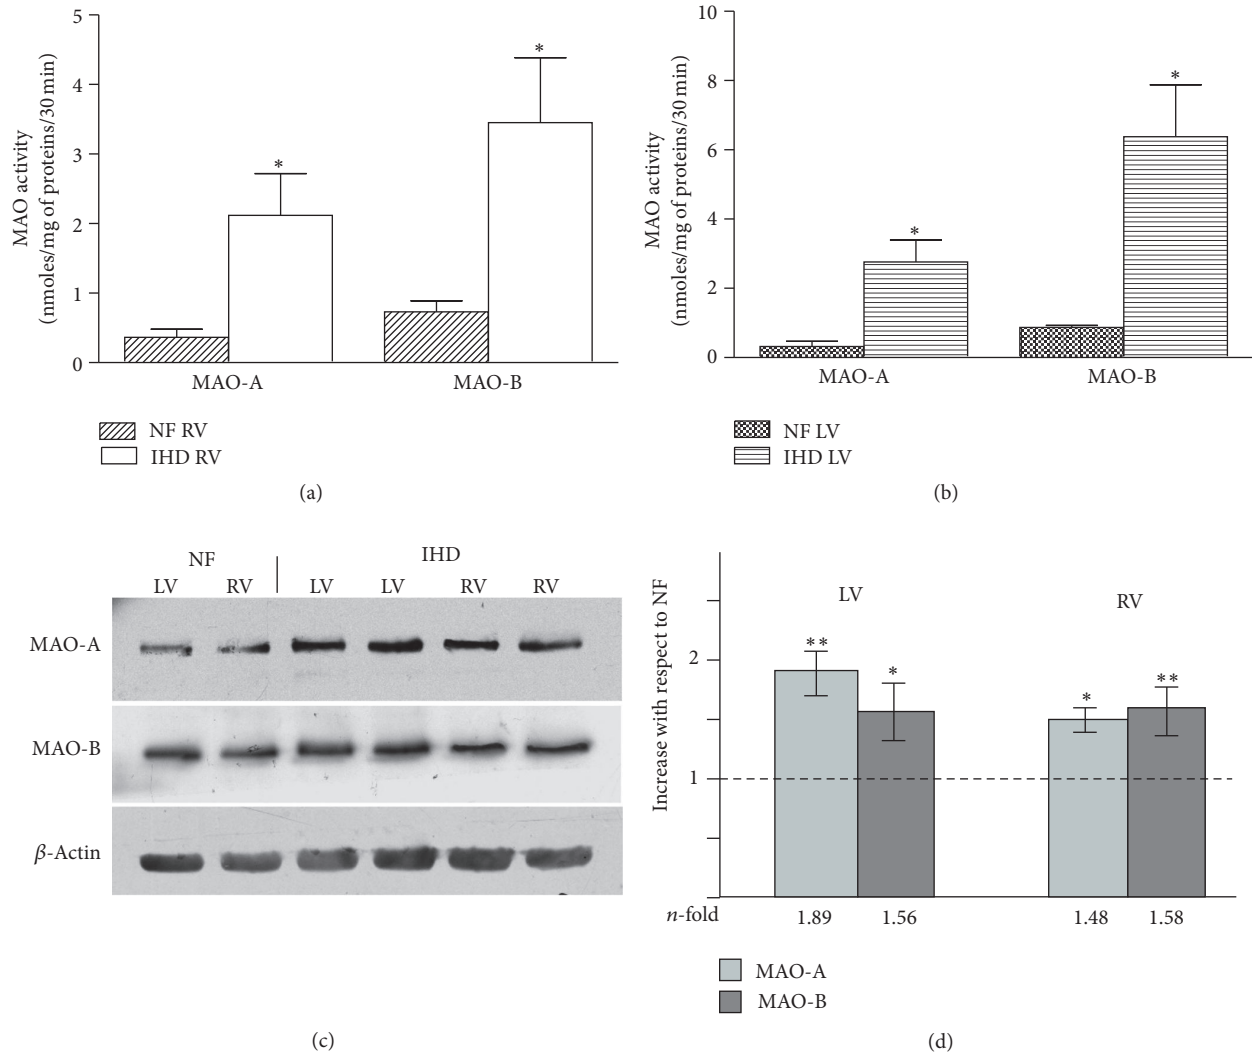 MAO activity
(nmoles/mg of proteins/30 min)
5
4
3
2
1
0
*
*
MAO-A
MAO-B
NF RV
IHD RV
(a)
MAO activity
(nmoles/mg of proteins/30 min)
10
8
6
4
2
0
*
*
MAO-A
MAO-B
NF LV
IHD LV
(b)
NF
IHD
LV
RV
LV
LV
RV
RV
MAO-A
MAO-B
β-Actin
(c)
Increase with respect to NF
2
1
LV
RV
**
*
*
**
n-fold
1.89
1.56
1.48
1.58
MAO-A
MAO-B
(d)